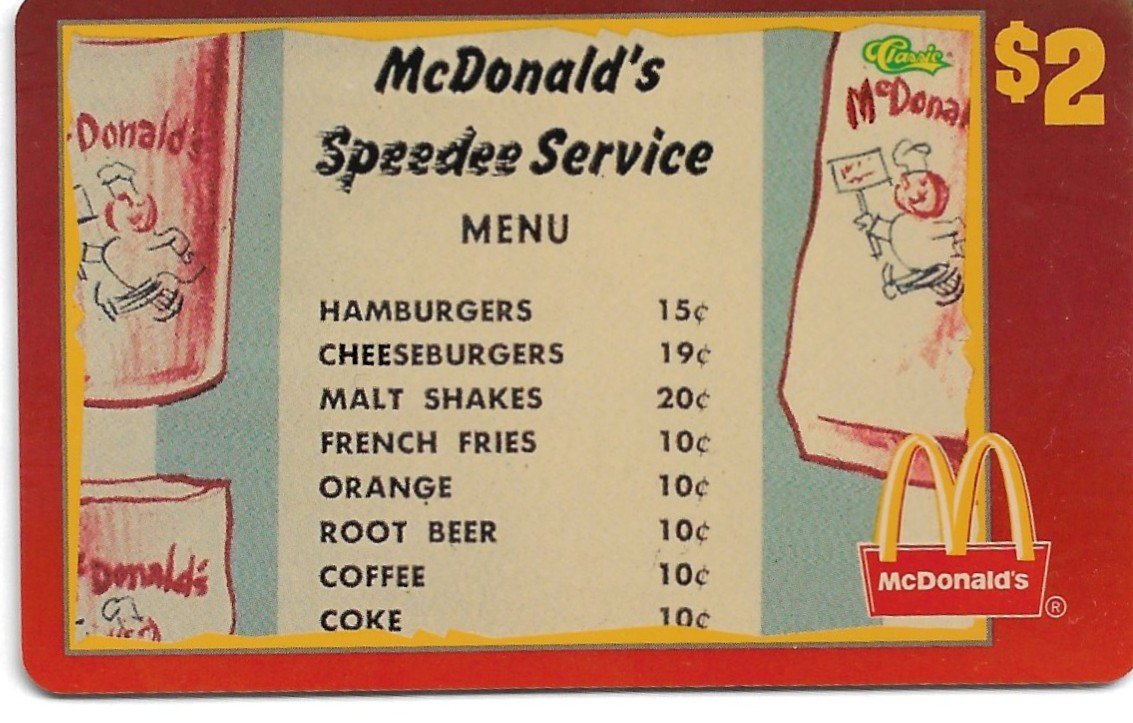 $2
Classic
McDonald's
Speedee Service
MENU
HAMBURGERS 15¢
CHEESEBURGERS 19¢
MALT SHAKES 20¢
FRENCH FRIES 10¢
ORANGE 10¢
ROOT BEER 10¢
COFFEE 10¢
COKE 10¢
Donald's
McDona
Donald's
McDonald's
®